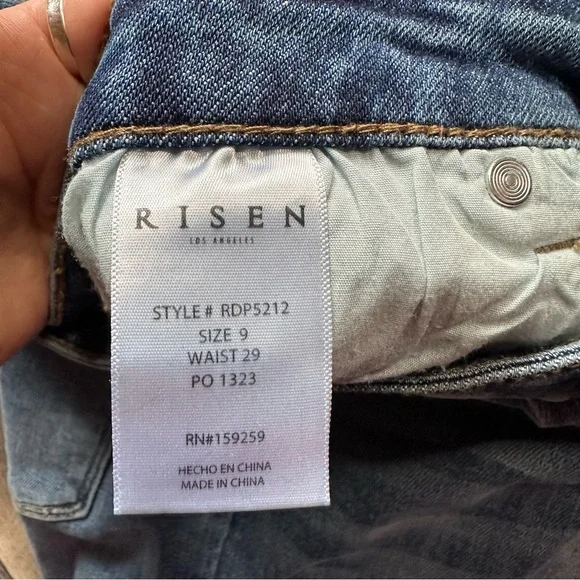 RISEN
LOS ANGELES
STYLE # RDP5212
SIZE 9
WAIST 29
PO 1323
RN#159259
HECHO EN CHINA
MADE IN CHINA